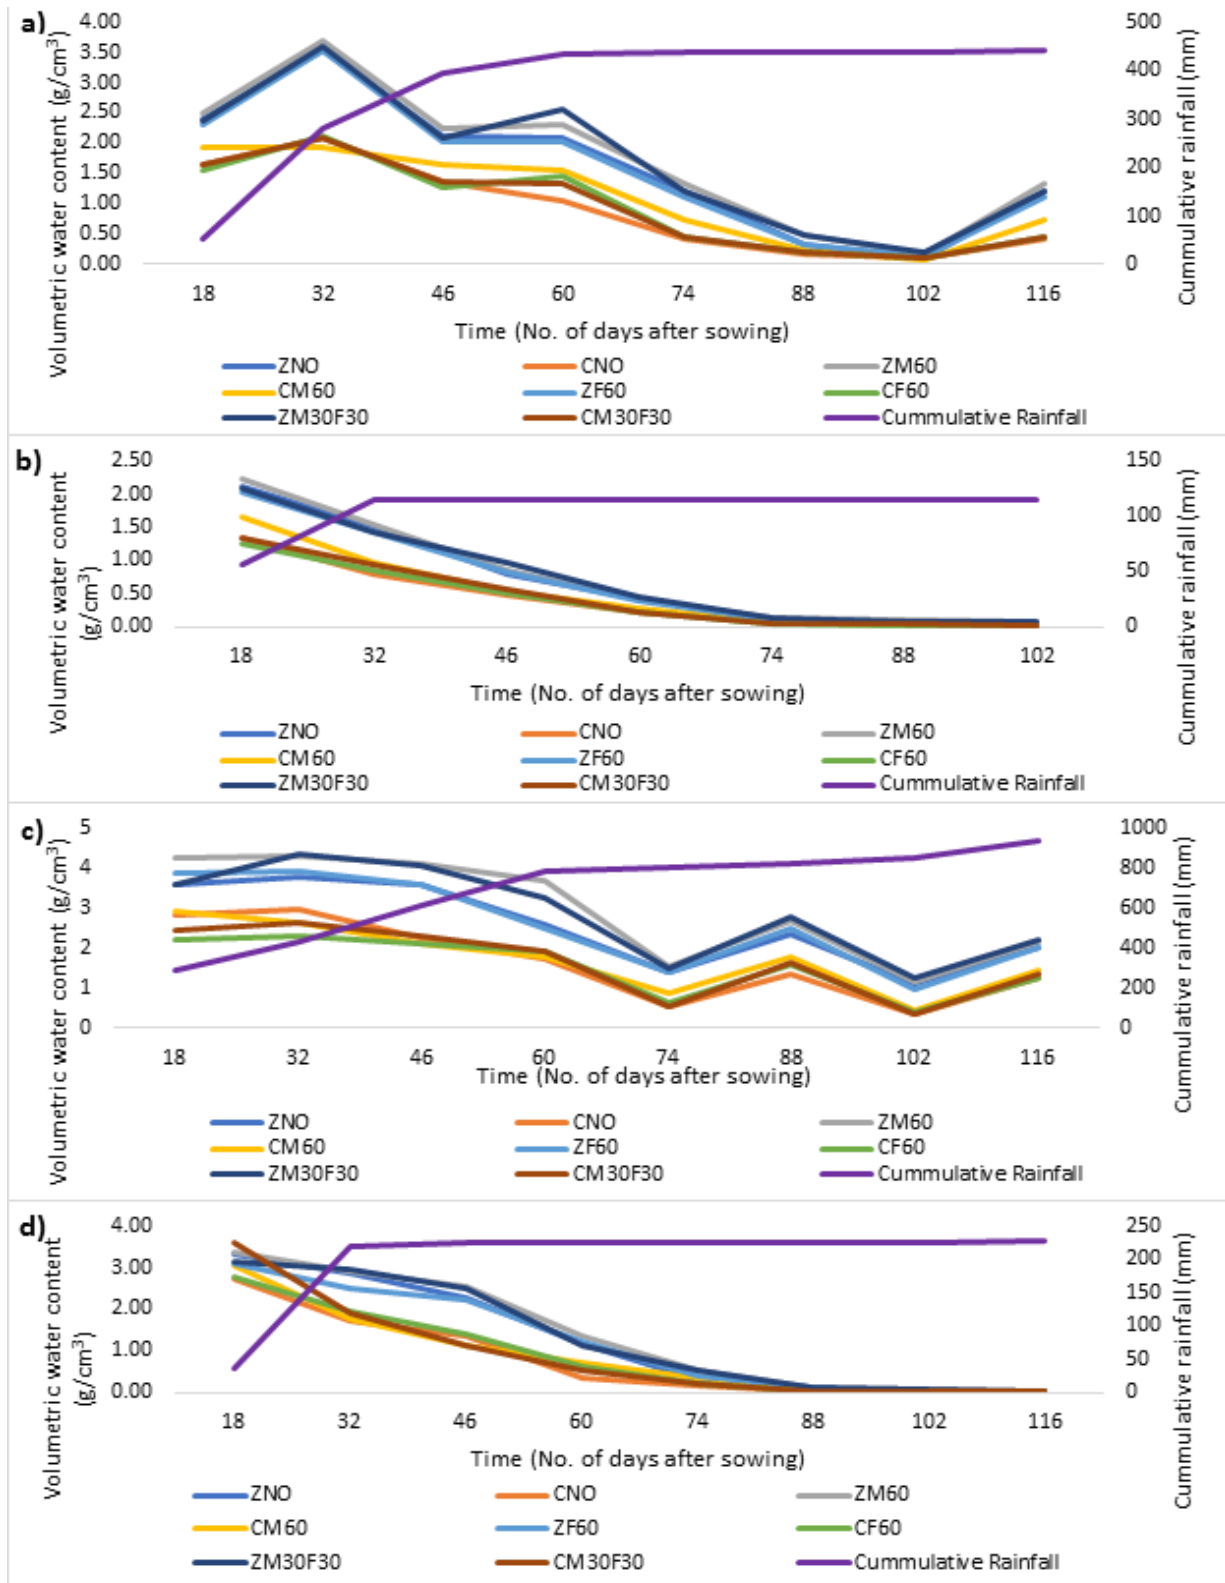 a)
Volumetric water content (g/cm³)
4.00
3.50
3.00
2.50
2.00
1.50
1.00
0.50
0.00
500
400
300
200
100
0
Cummulative rainfall (mm)
18 32 46 60 74 88 102 116
Time (No. of days after sowing)
ZNO CNO ZM60
CM60 ZF60 CF60
ZM30F30 CM30F30 Cummulative Rainfall
b)
Volumetric water content
(g/cm³)
2.50
2.00
1.50
1.00
0.50
0.00
150
100
50
0
Cummulative rainfall (mm)
18 32 46 60 74 88 102
Time (No. of days after sowing)
ZNO CNO ZM60
CM60 ZF60 CF60
ZM30F30 CM30F30 Cummulative Rainfall
c)
Volumetric water content (g/cm³)
5
4
3
2
1
0
1000
800
600
400
200
0
Cummulative rainfall (mm)
18 32 46 60 74 88 102 116
Time (No. of days after sowing)
ZNO CNO ZM60
CM60 ZF60 CF60
ZM30F30 CM30F30 Cummulative Rainfall
d)
Volumetric water content
(g/cm³)
4.00
3.00
2.00
1.00
0.00
250
200
150
100
50
0
Cummulative rainfall (mm)
18 32 46 60 74 88 102 116
Time (No. of days after sowing)
ZNO CNO ZM60
CM60 ZF60 CF60
ZM30F30 CM30F30 Cummulative Rainfall